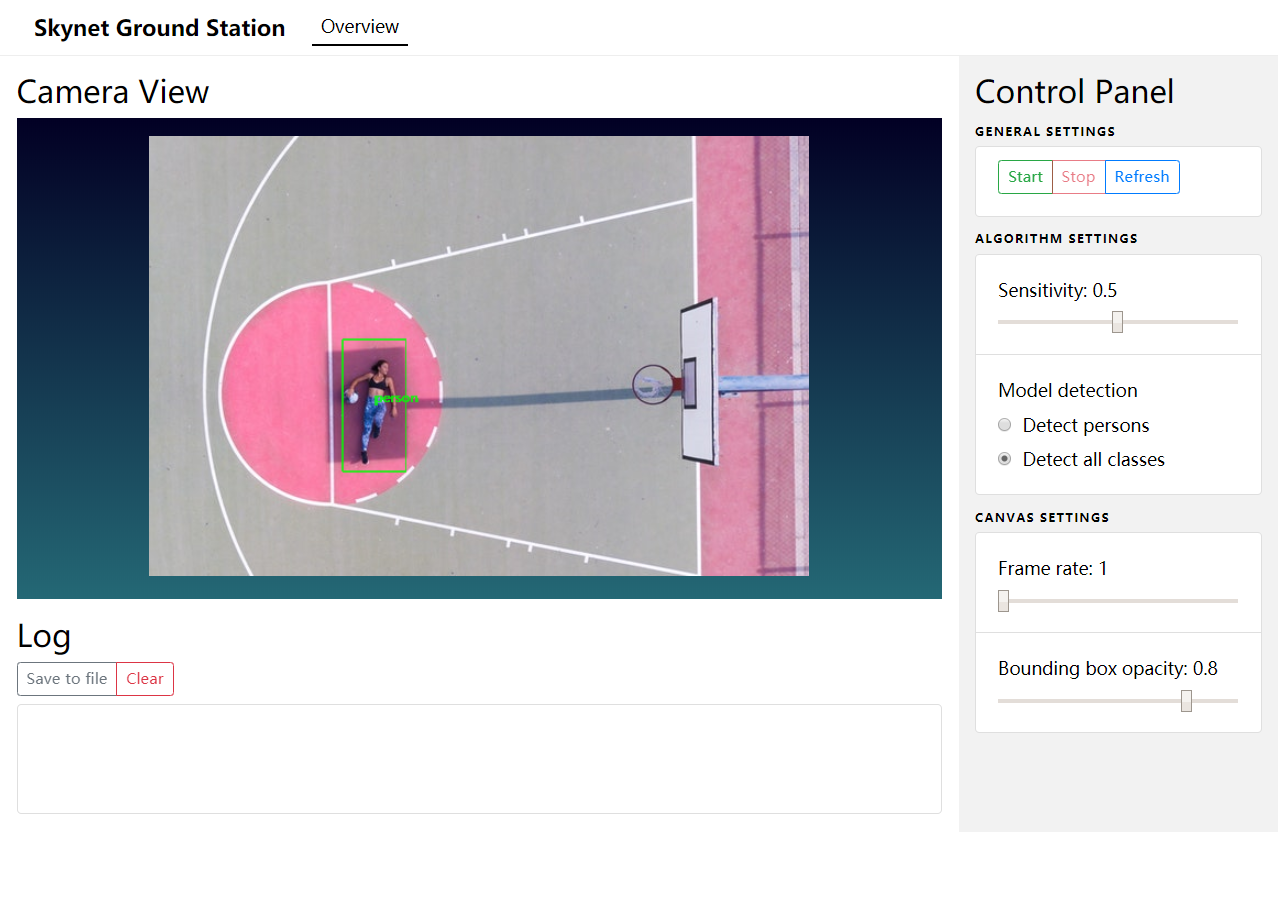 Skynet Ground Station
Overview
Camera View
person
Log
Save to file
Clear
Control Panel
GENERAL SETTINGS
Start
Stop
Refresh
ALGORITHM SETTINGS
Sensitivity: 0.5
Model detection
Detect persons
Detect all classes
CANVAS SETTINGS
Frame rate: 1
Bounding box opacity: 0.8